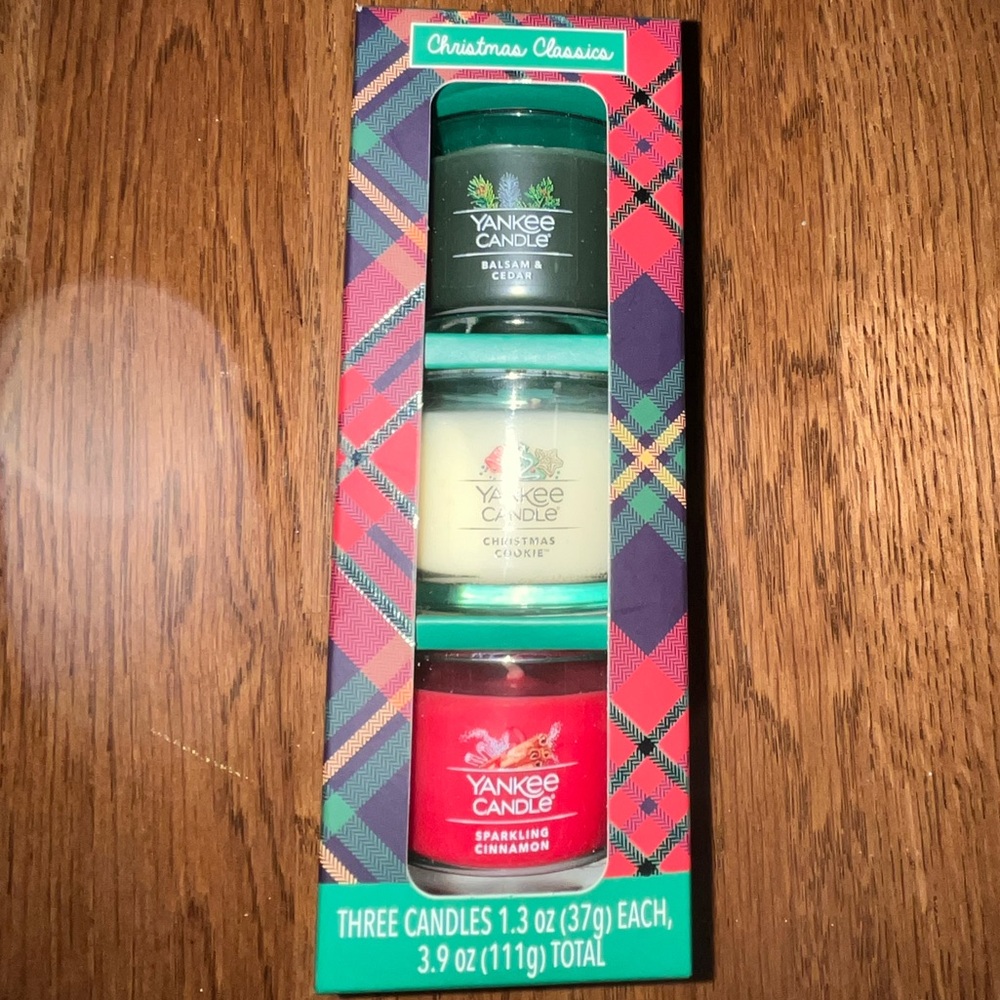 Christmas Classics
YANKEE
CANDLE®
BALSAM &
CEDAR
YANKEE
CANDLE®
CHRISTMAS
COOKIE™
YANKEE
CANDLE®
SPARKLING
CINNAMON
THREE CANDLES 1.3 oz (37g) EACH,
3.9 oz (111g) TOTAL